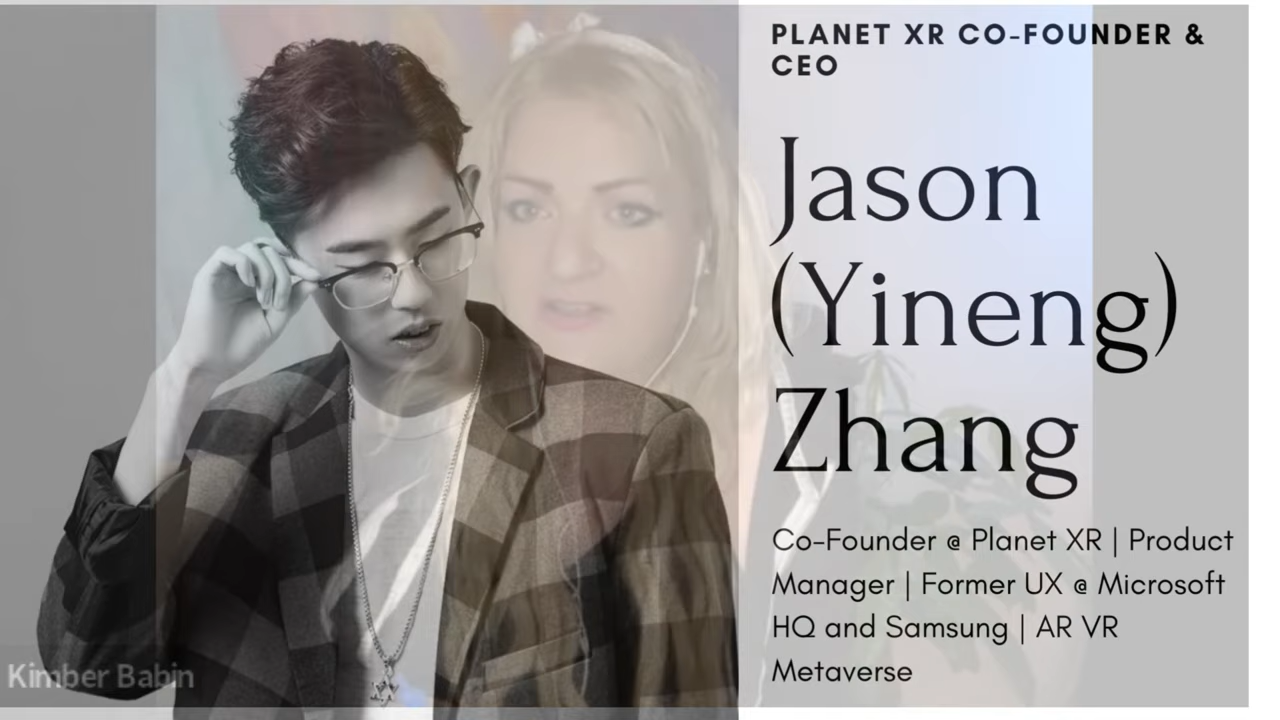 PLANET XR CO-FOUNDER &
CEO
Jason
(Yineng)
Zhang
Co-Founder @ Planet XR | Product
Manager | Former UX @ Microsoft
HQ and Samsung | AR VR
Metaverse
Kimber Babin